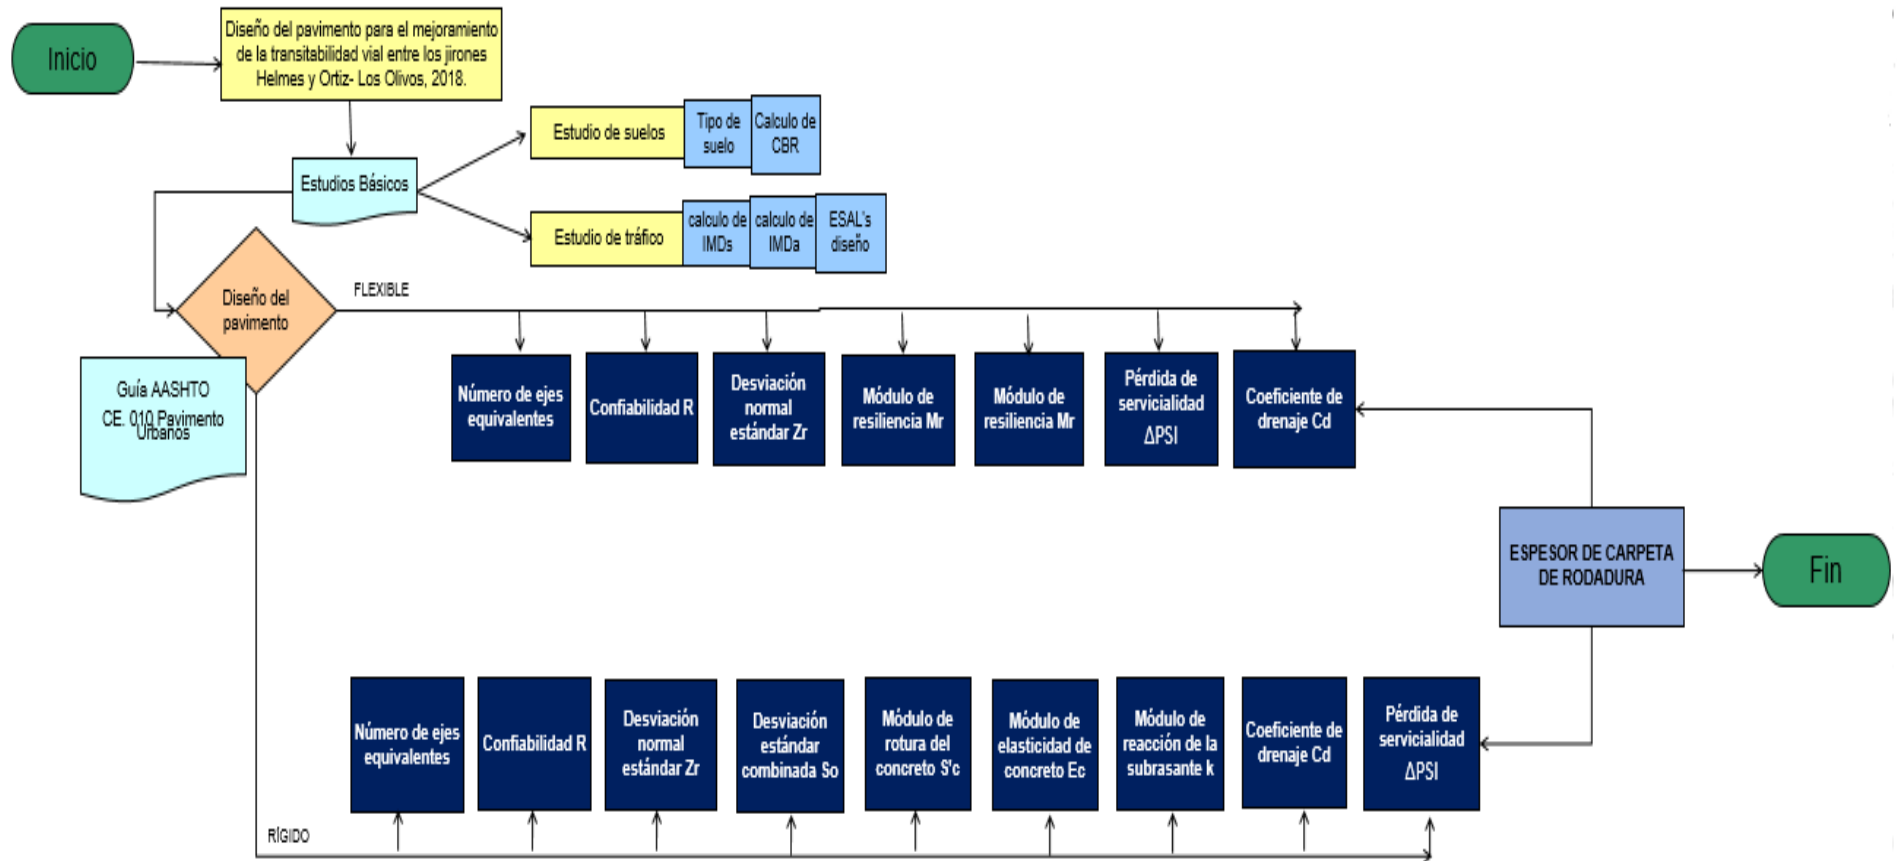 Inicio
Diseño del pavimento para el mejoramiento
de la transitabilidad vial entre los jirones
Helmes y Ortiz- Los Olivos, 2018.
Estudios Básicos
Estudio de suelos
Tipo de
suelo
Calculo de
CBR
Estudio de tráfico
calculo de
IMDs
calculo de
IMDa
ESAL's
diseño
Diseño del
pavimento
FLEXIBLE
Guía AASHTO
CE. 010 Pavimento
Urbanos
Número de ejes
equivalentes
Confiabilidad R
Desviación
normal
estándar Zr
Módulo de
resiliencia Mr
Módulo de
resiliencia Mr
Pérdida de
servicialidad
ΔPSI
Coeficiente de
drenaje Cd
ESPESOR DE CARPETA
DE RODADURA
Fin
Número de ejes
equivalentes
Confiabilidad R
Desviación
normal
estándar Zr
Desviación
estándar
combinada So
Módulo de
rotura del
concreto S'c
Módulo de
elasticidad de
concreto Ec
Módulo de
reacción de la
subrasante k
Coeficiente de
drenaje Cd
Pérdida de
servicialidad
ΔPSI
RÍGIDO